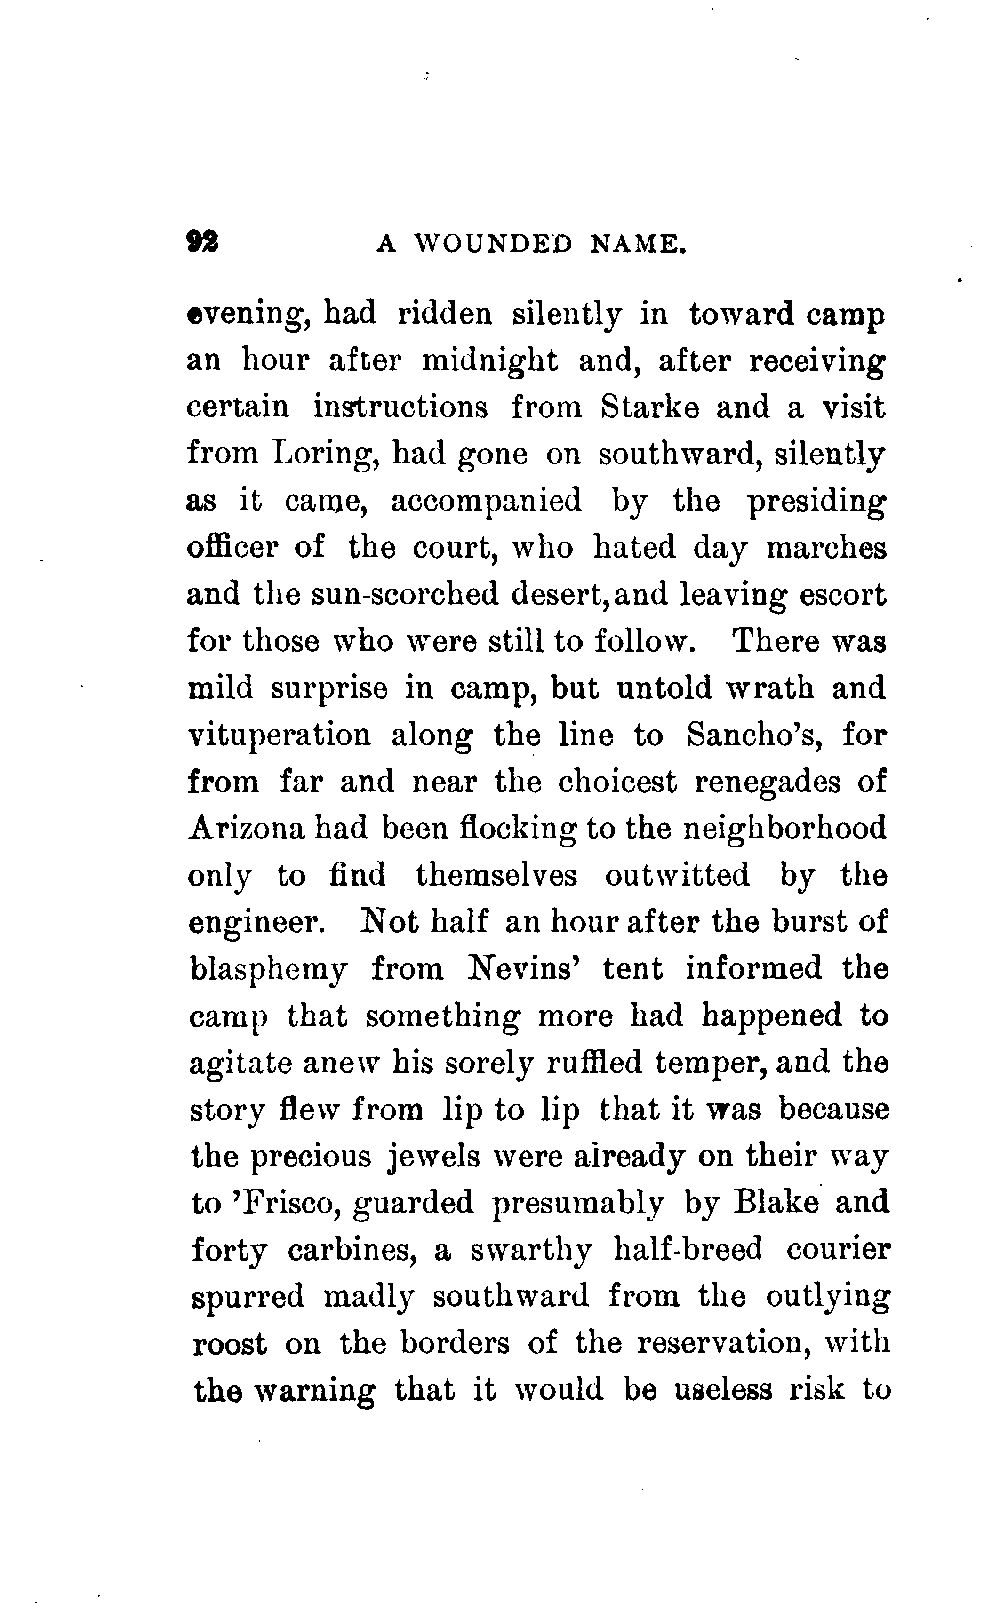 92 A WOUNDED NAME.
evening, had ridden silently in toward camp
an hour after midnight and, after receiving
certain instructions from Starke and a visit
from Loring, had gone on southward, silently
as it came, accompanied by the presiding
officer of the court, who hated day marches
and the sun-scorched desert, and leaving escort
for those who were still to follow. There was
mild surprise in camp, but untold wrath and
vituperation along the line to Sancho's, for
from far and near the choicest renegades of
Arizona had been flocking to the neighborhood
only to find themselves outwitted by the
engineer. Not half an hour after the burst of
blasphemy from Nevins' tent informed the
camp that something more had happened to
agitate anew his sorely ruffled temper, and the
story flew from lip to lip that it was because
the precious jewels were already on their way
to 'Frisco, guarded presumably by Blake and
forty carbines, a swarthy half-breed courier
spurred madly southward from the outlying
roost on the borders of the reservation, with
the warning that it would be useless risk to